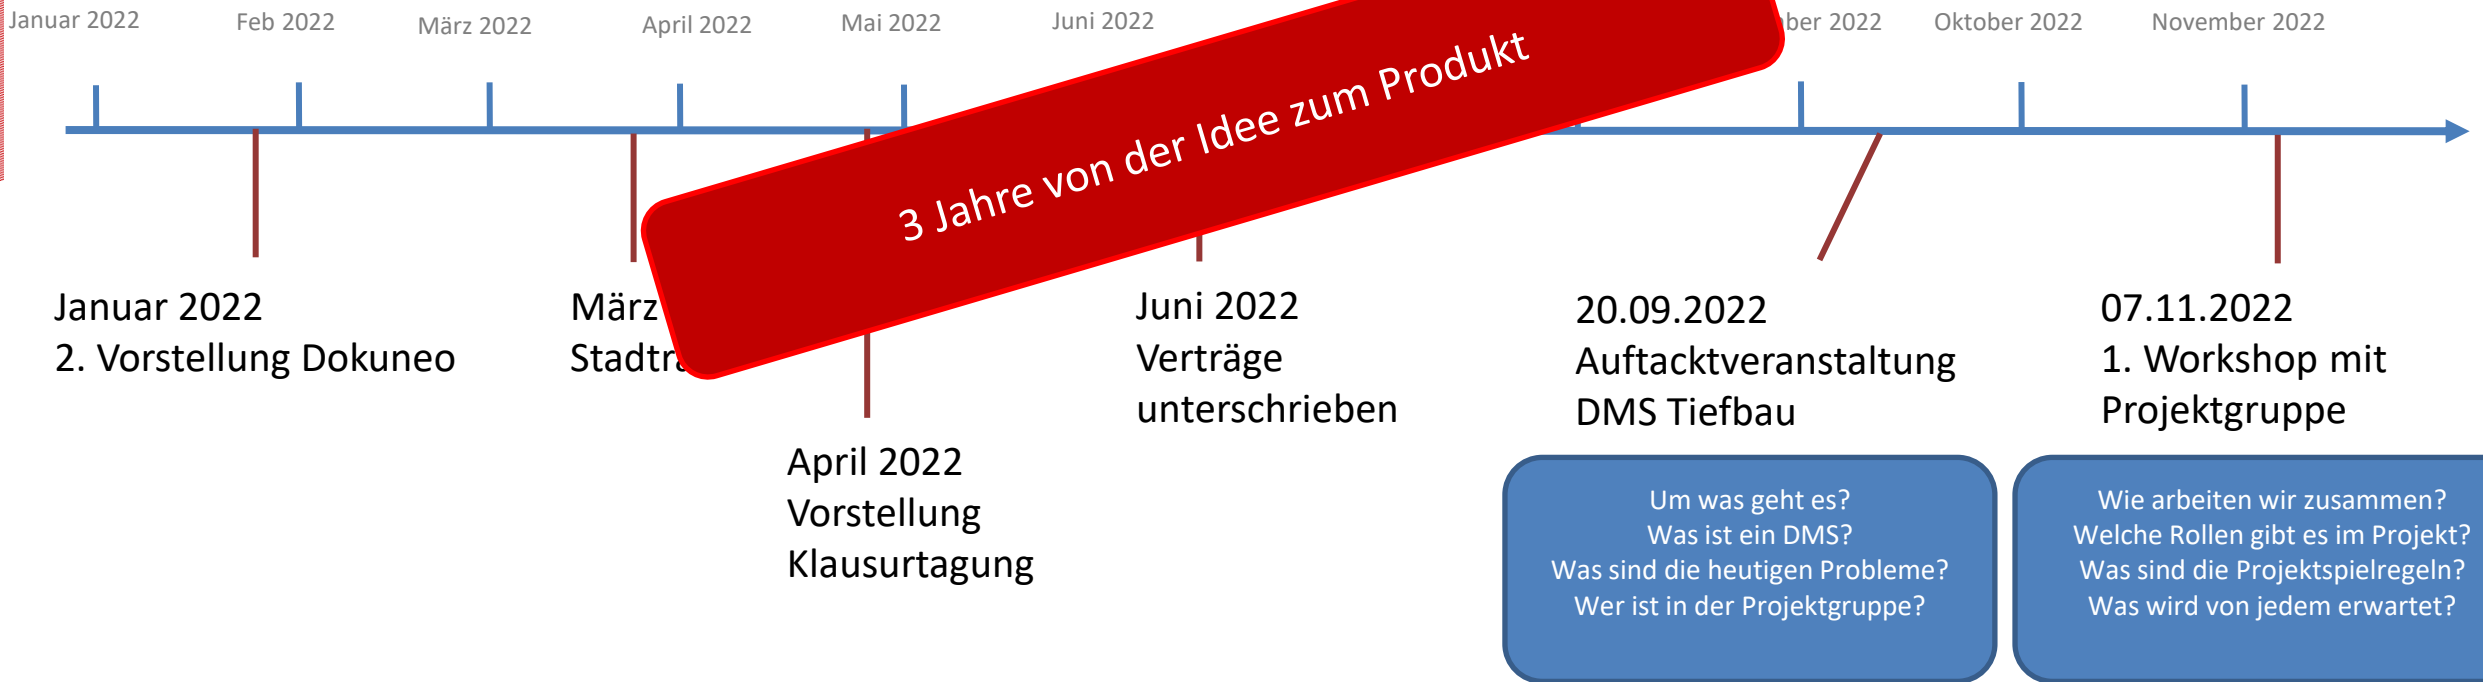 Januar 2022
Feb 2022
März 2022
April 2022
Mai 2022
Juni 2022
2022
Oktober 2022
November 2022
3 Jahre von der Idee zum Produkt
Januar 2022
2. Vorstellung Dokuneo
März
April 2022
Vorstellung
Klausurtagung
Juni 2022
Verträge
unterschrieben
20.09.2022
Auftacktveranstaltung
DMS Tiefbau
07.11.2022
1. Workshop mit
Projektgruppe
Um was geht es?
Was ist ein DMS?
Was sind die heutigen Probleme?
Wer ist in der Projektgruppe?
Wie arbeiten wir zusammen?
Welche Rollen gibt es im Projekt?
Was sind die Projektspielregeln?
Was wird von jedem erwartet?